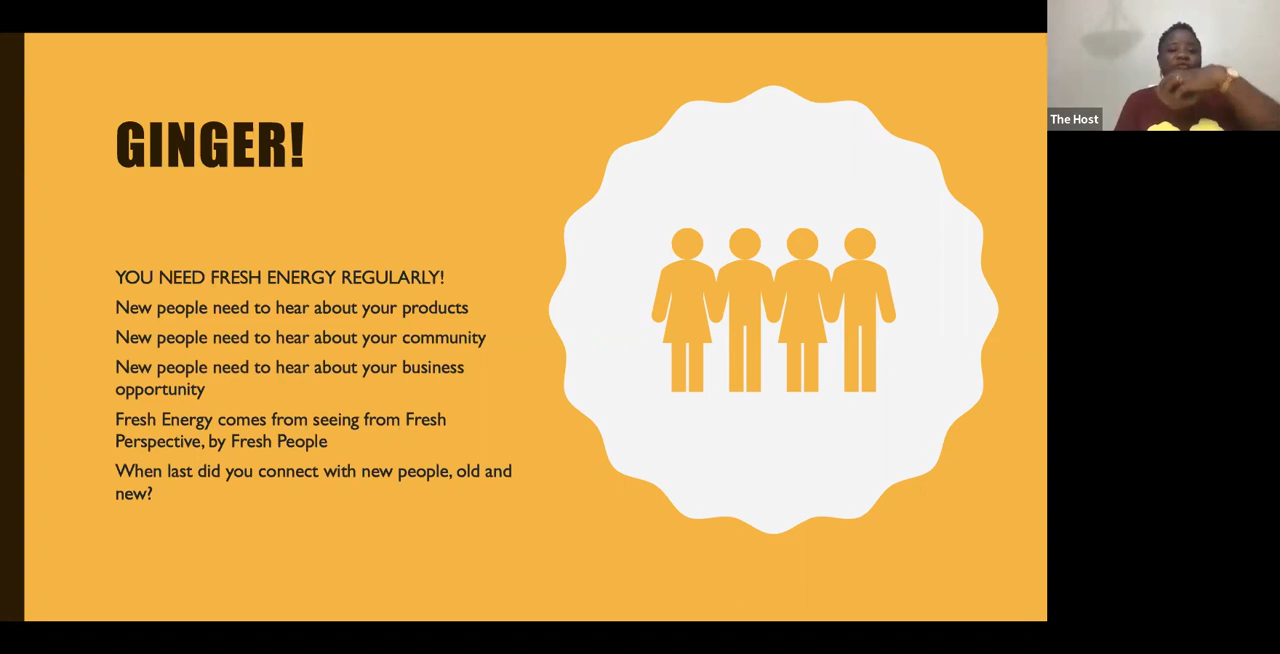 GINGER!
YOU NEED FRESH ENERGY REGULARLY!
New people need to hear about your products
New people need to hear about your community
New people need to hear about your business
opportunity
Fresh Energy comes from seeing from Fresh
Perspective, by Fresh People
When last did you connect with new people, old and
new?
The Host